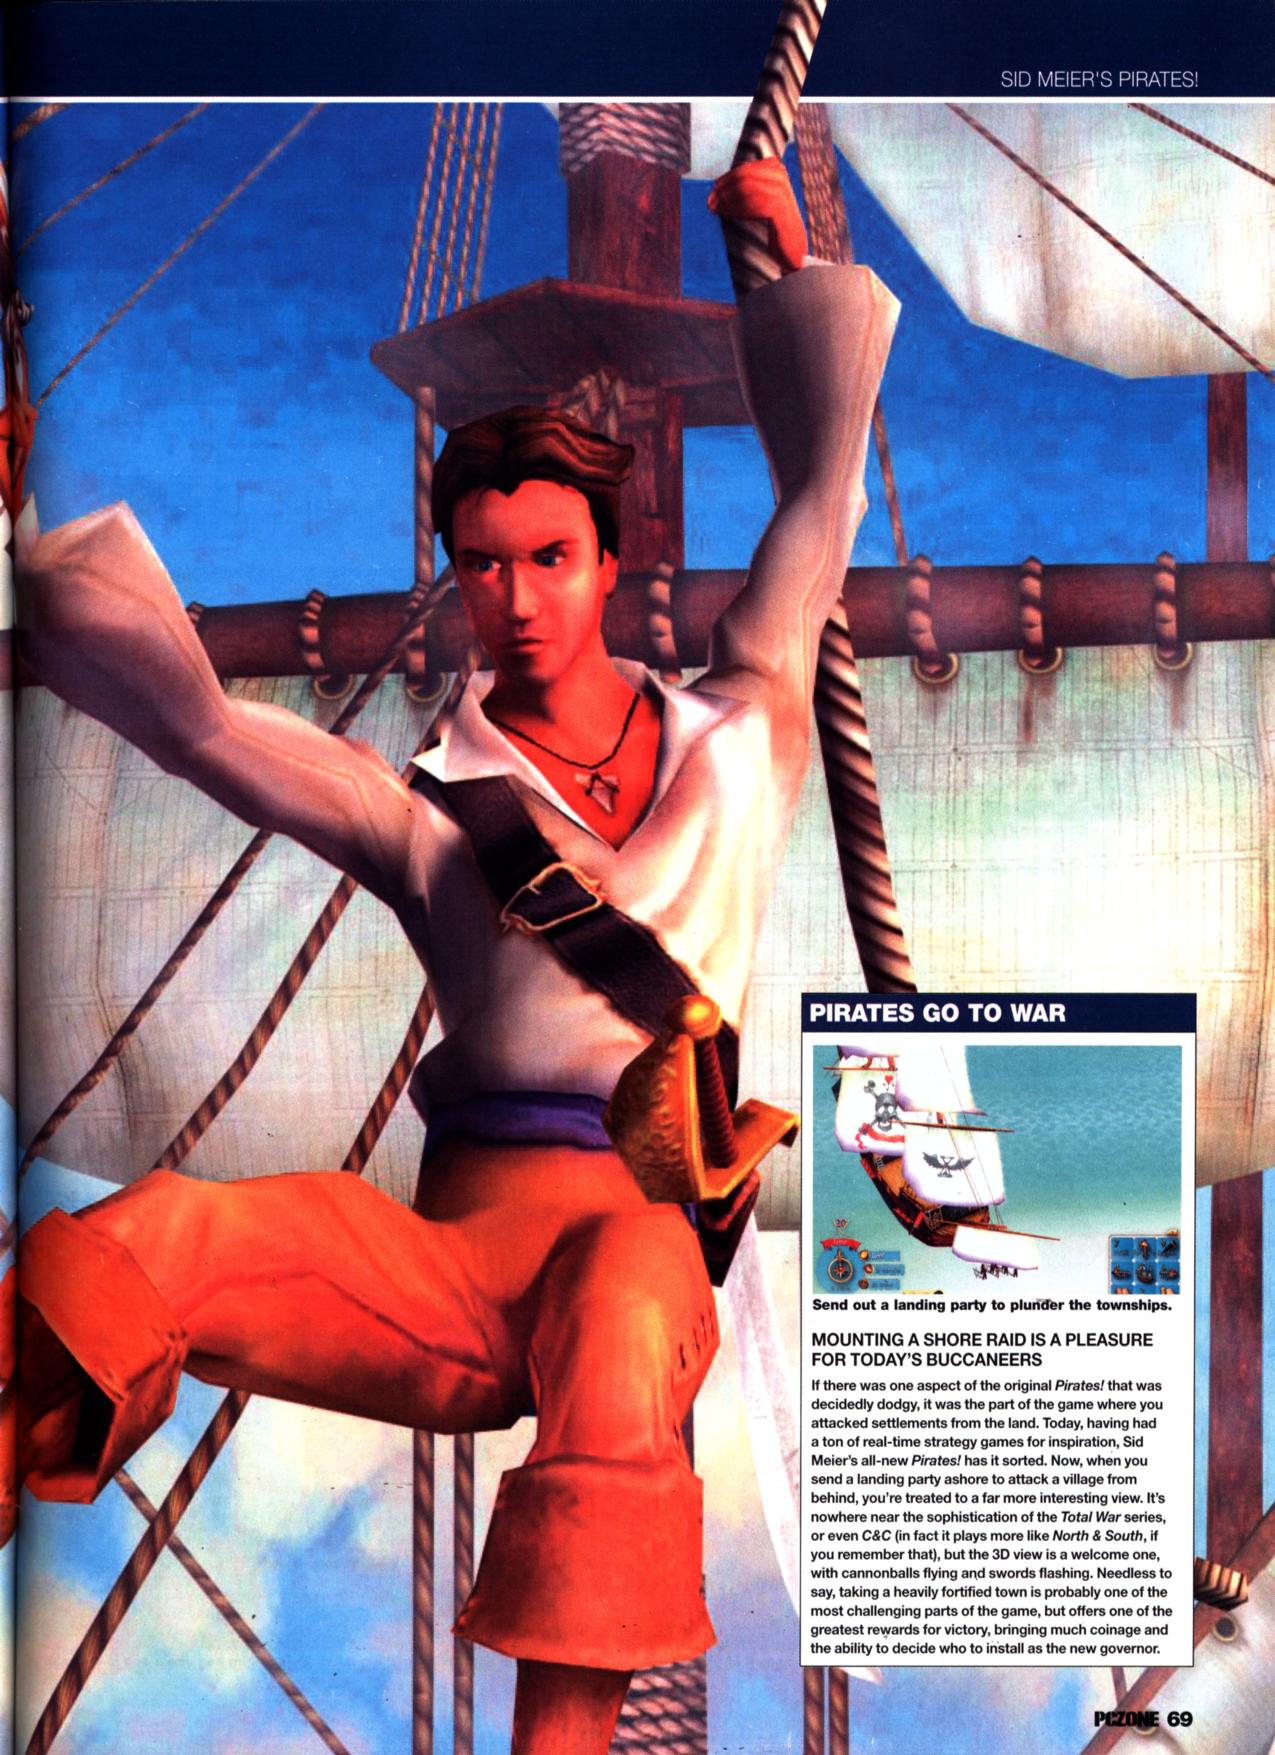 SID MEIER'S PIRATES!
PIRATES GO TO WAR
Send out a landing party to plunder the townships.
MOUNTING A SHORE RAID IS A PLEASURE
FOR TODAY'S BUCCANEERS
If there was one aspect of the original Pirates! that was
decidedly dodgy, it was the part of the game where you
attacked settlements from the land. Today, having had
a ton of real-time strategy games for inspiration, Sid
Meier's all-new Pirates! has it sorted. Now, when you
send a landing party ashore to attack a village from
behind, you're treated to a far more interesting view. It's
nowhere near the sophistication of the Total War series,
or even C&C (in fact it plays more like North & South, if
you remember that), but the 3D view is a welcome one,
with cannonballs flying and swords flashing. Needless to
say, taking a heavily fortified town is probably one of the
most challenging parts of the game, but offers one of the
greatest rewards for victory, bringing much coinage and
the ability to decide who to install as the new governor.
PCZONE 69